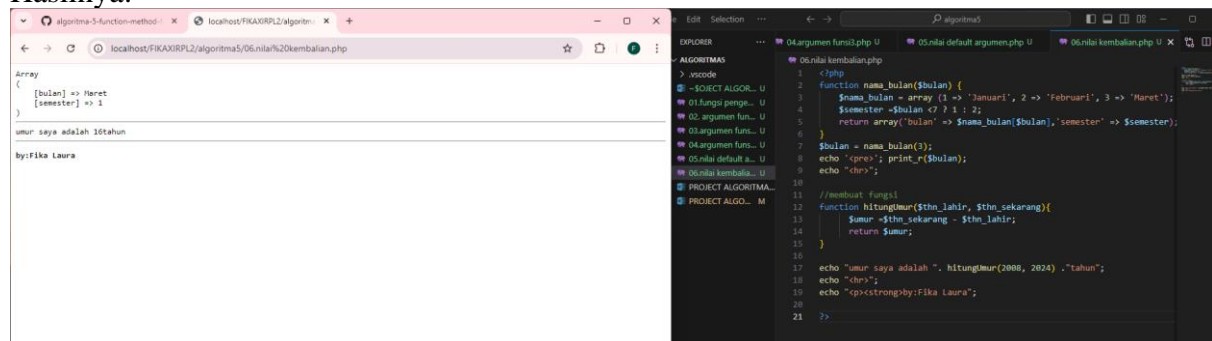 Hasilnya:
algoritma-5-function-method-
localhost/FIKAXIRPL2/algoritm
localhost/FIKAXIRPL2/algoritma5/06.nilai%20kembalian.php
Array
(
[bulan] => Maret
[semester] => 1
)
umur saya adalah 16tahun
by:Fika Laura
Edit Selection ...
algoritma5
EXPLORER ...
04.argumen funsi3.php U
05.nilai default argumen.php U
06.nilai kembalian.php U
ALGORITMA5
.vscode
~$OJECT ALGOR... U
01.fungsi penge... U
02. argumen fun... U
03.argumen funs... U
04.argumen funs... U
05.nilai default a... U
06.nilai kembalia... U
PROJECT ALGORITMA...
PROJECT ALGO... M
06.nilai kembalian.php
1 <?php
2 function nama_bulan($bulan) {
3 $nama_bulan = array (1 => 'Januari', 2 => 'Februari', 3 => 'Maret');
4 $semester =$bulan <7 ? 1 : 2;
5 return array('bulan' => $nama_bulan[$bulan],'semester' => $semester);
6 }
7 $bulan = nama_bulan(3);
8 echo '<pre>'; print_r($bulan);
9 echo "<hr>";
10
11 //membuat fungsi
12 function hitungUmur($thn_lahir, $thn_sekarang){
13 $umur =$thn_sekarang - $thn_lahir;
14 return $umur;
15 }
16
17 echo "umur saya adalah ". hitungUmur(2008, 2024) ."tahun";
18 echo "<hr>";
19 echo "<p><strong>by:Fika Laura";
20
21 ?>